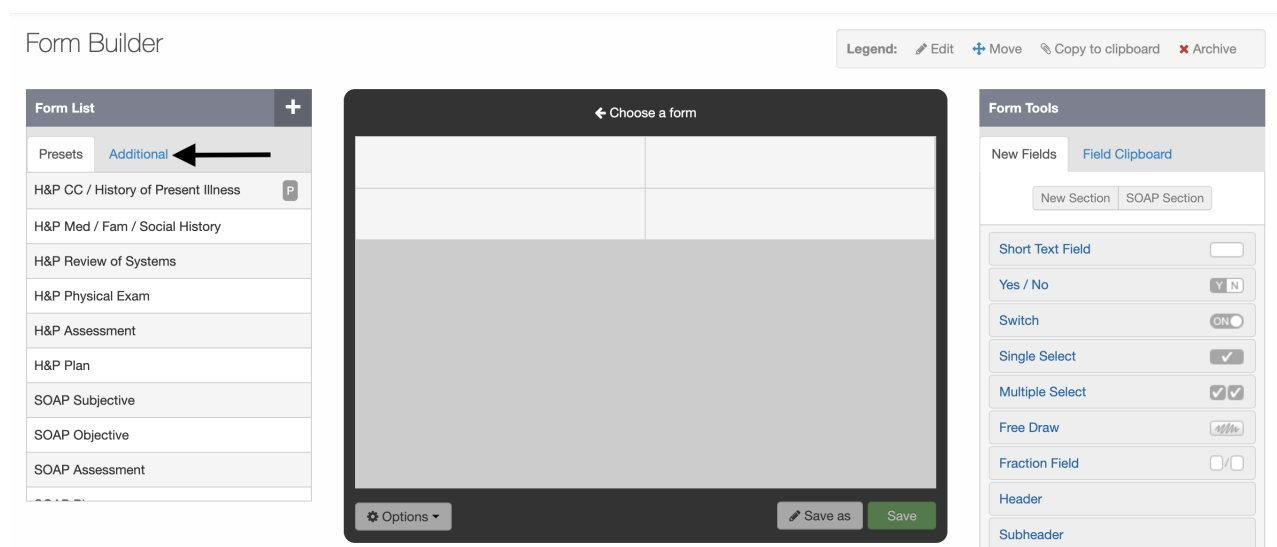 Form Builder
Legend: Edit Move Copy to clipboard Archive
Form List
Presets Additional
H&P CC / History of Present Illness P
H&P Med / Fam / Social History
H&P Review of Systems
H&P Physical Exam
H&P Assessment
H&P Plan
SOAP Subjective
SOAP Objective
SOAP Assessment
Choose a form
Options
Save as Save
Form Tools
New Fields Field Clipboard
New Section SOAP Section
Short Text Field
Yes / No Y N
Switch ON
Single Select
Multiple Select
Free Draw
Fraction Field /
Header
Subheader